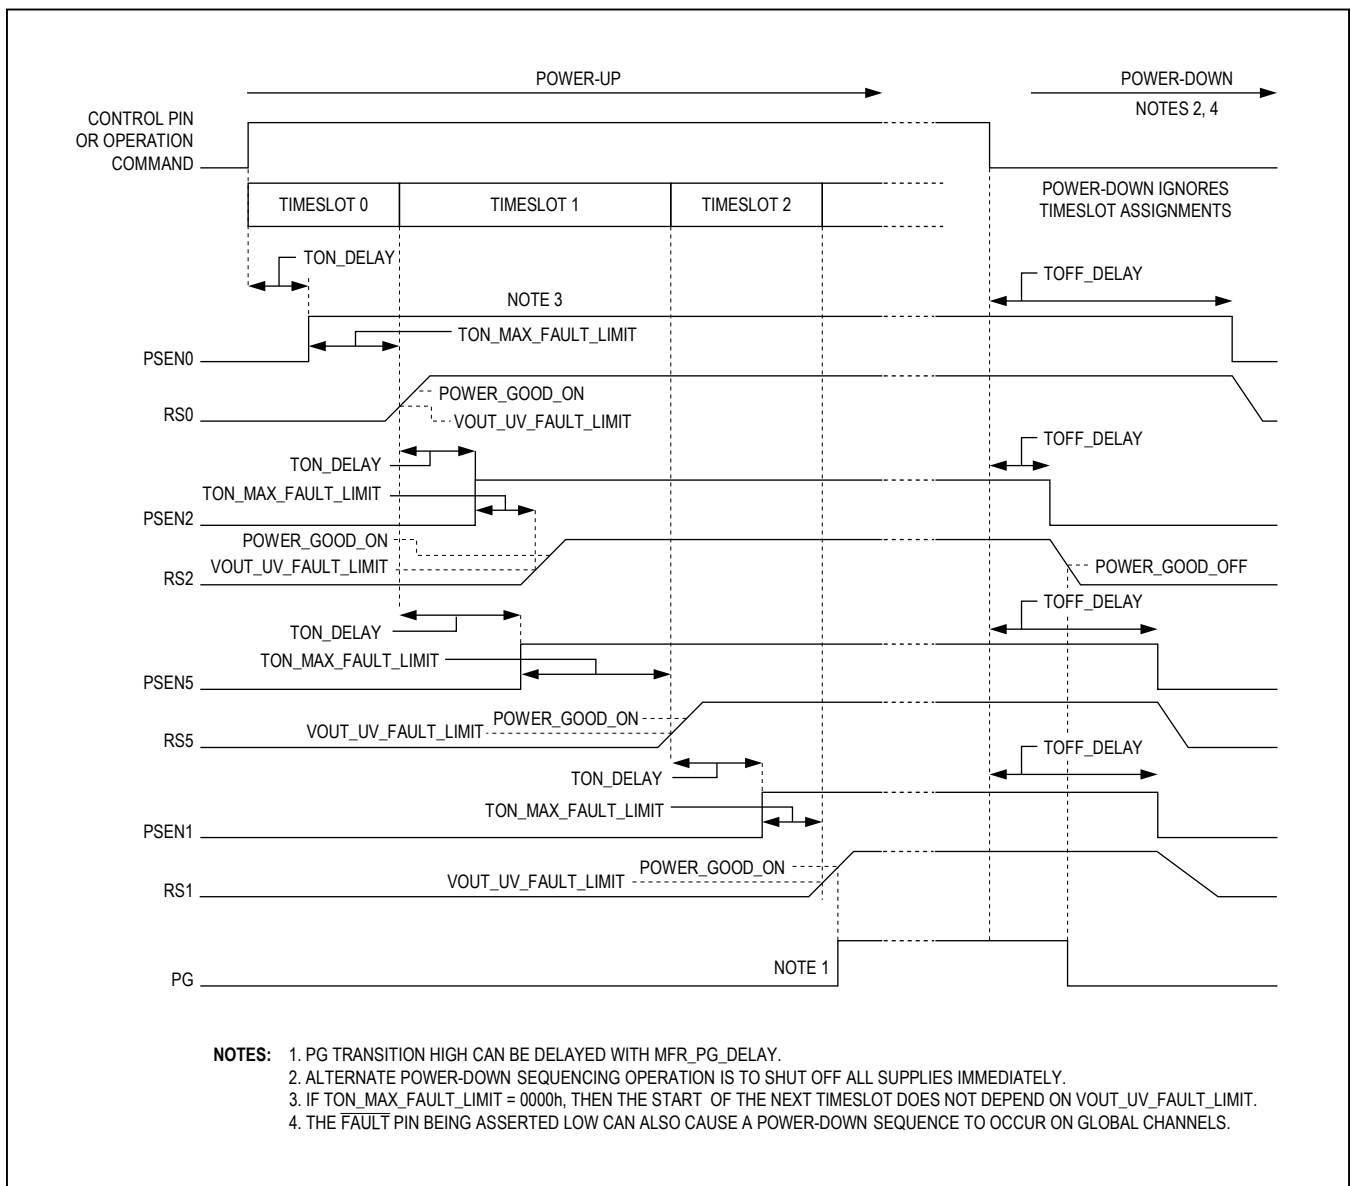 POWER-UP
POWER-DOWN
NOTES 2, 4
CONTROL PIN
OR OPERATION
COMMAND
TIMESLOT 0
TIMESLOT 1
TIMESLOT 2
POWER-DOWN IGNORES
TIMESLOT ASSIGNMENTS
TON_DELAY
TOFF_DELAY
NOTE 3
TON_MAX_FAULT_LIMIT
PSEN0
POWER_GOOD_ON
RS0
VOUT_UV_FAULT_LIMIT
TOFF_DELAY
TON_DELAY
TON_MAX_FAULT_LIMIT
PSEN2
POWER_GOOD_ON
VOUT_UV_FAULT_LIMIT
POWER_GOOD_OFF
RS2
TOFF_DELAY
TON_DELAY
TON_MAX_FAULT_LIMIT
PSEN5
POWER_GOOD_ON
VOUT_UV_FAULT_LIMIT
RS5
TOFF_DELAY
TON_DELAY
TON_MAX_FAULT_LIMIT
PSEN1
POWER_GOOD_ON
VOUT_UV_FAULT_LIMIT
RS1
NOTE 1
PG
NOTES: 1. PG TRANSITION HIGH CAN BE DELAYED WITH MFR_PG_DELAY.
2. ALTERNATE POWER-DOWN SEQUENCING OPERATION IS TO SHUT OFF ALL SUPPLIES IMMEDIATELY.
3. IF TON_MAX_FAULT_LIMIT = 0000h, THEN THE START OF THE NEXT TIMESLOT DOES NOT DEPEND ON VOUT_UV_FAULT_LIMIT.
4. THE FAULT PIN BEING ASSERTED LOW CAN ALSO CAUSE A POWER-DOWN SEQUENCE TO OCCUR ON GLOBAL CHANNELS.